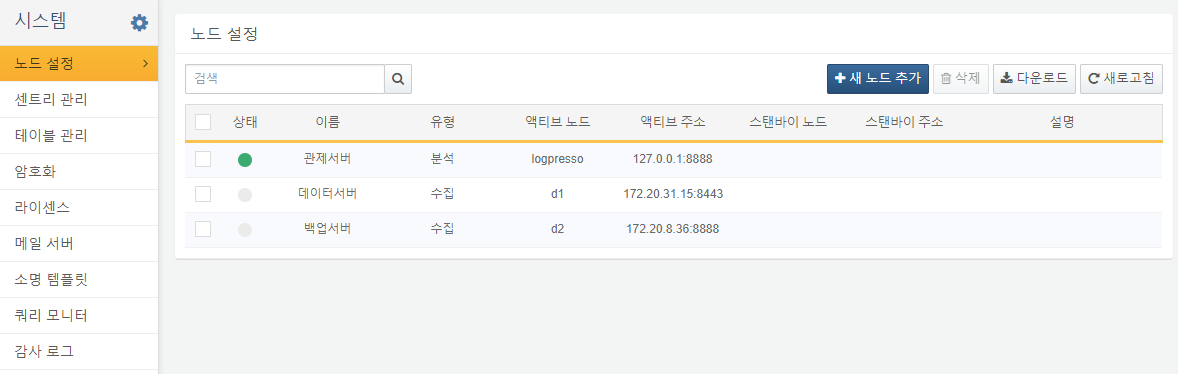 시스템
노드 설정
센트리 관리
테이블 관리
암호화
라이센스
메일 서버
소명 템플릿
쿼리 모니터
감사 로그
노드 설정
검색
새 노드 추가 삭제 다운로드 새로고침
상태 이름 유형 액티브 노드 액티브 주소 스탠바이 노드 스탠바이 주소 설명
관제서버 분석 logpresso 127.0.0.1:8888
데이터서버 수집 d1 172.20.31.15:8443
백업서버 수집 d2 172.20.8.36:8888